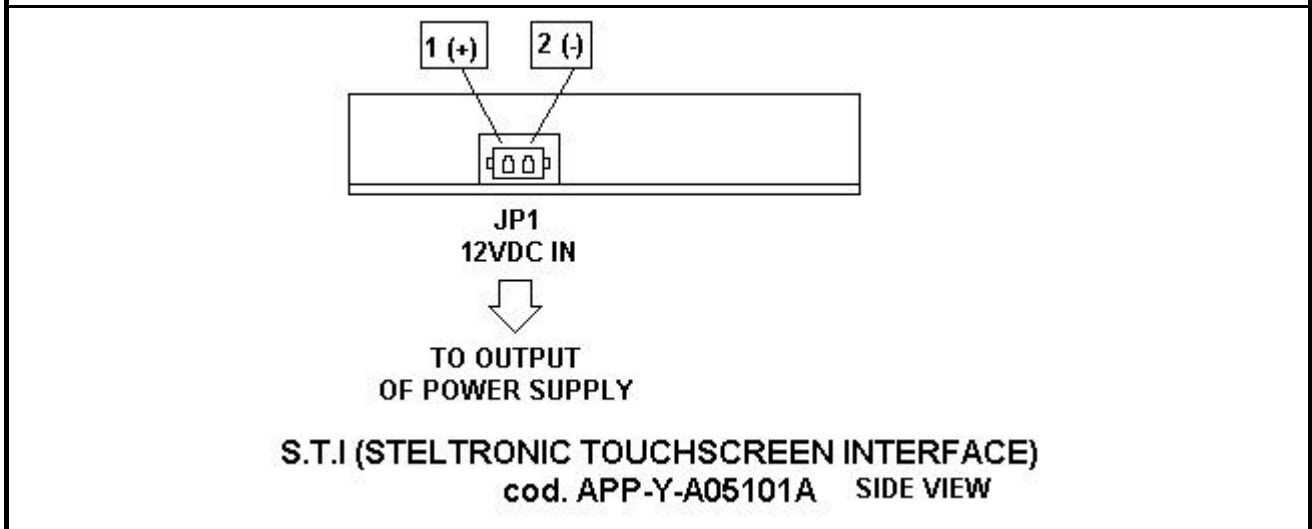 1 (+) 2 (-)
JP1
12VDC IN
TO OUTPUT
OF POWER SUPPLY
S.T.I (STELTRONIC TOUCHSCREEN INTERFACE)
cod. APP-Y-A05101A SIDE VIEW